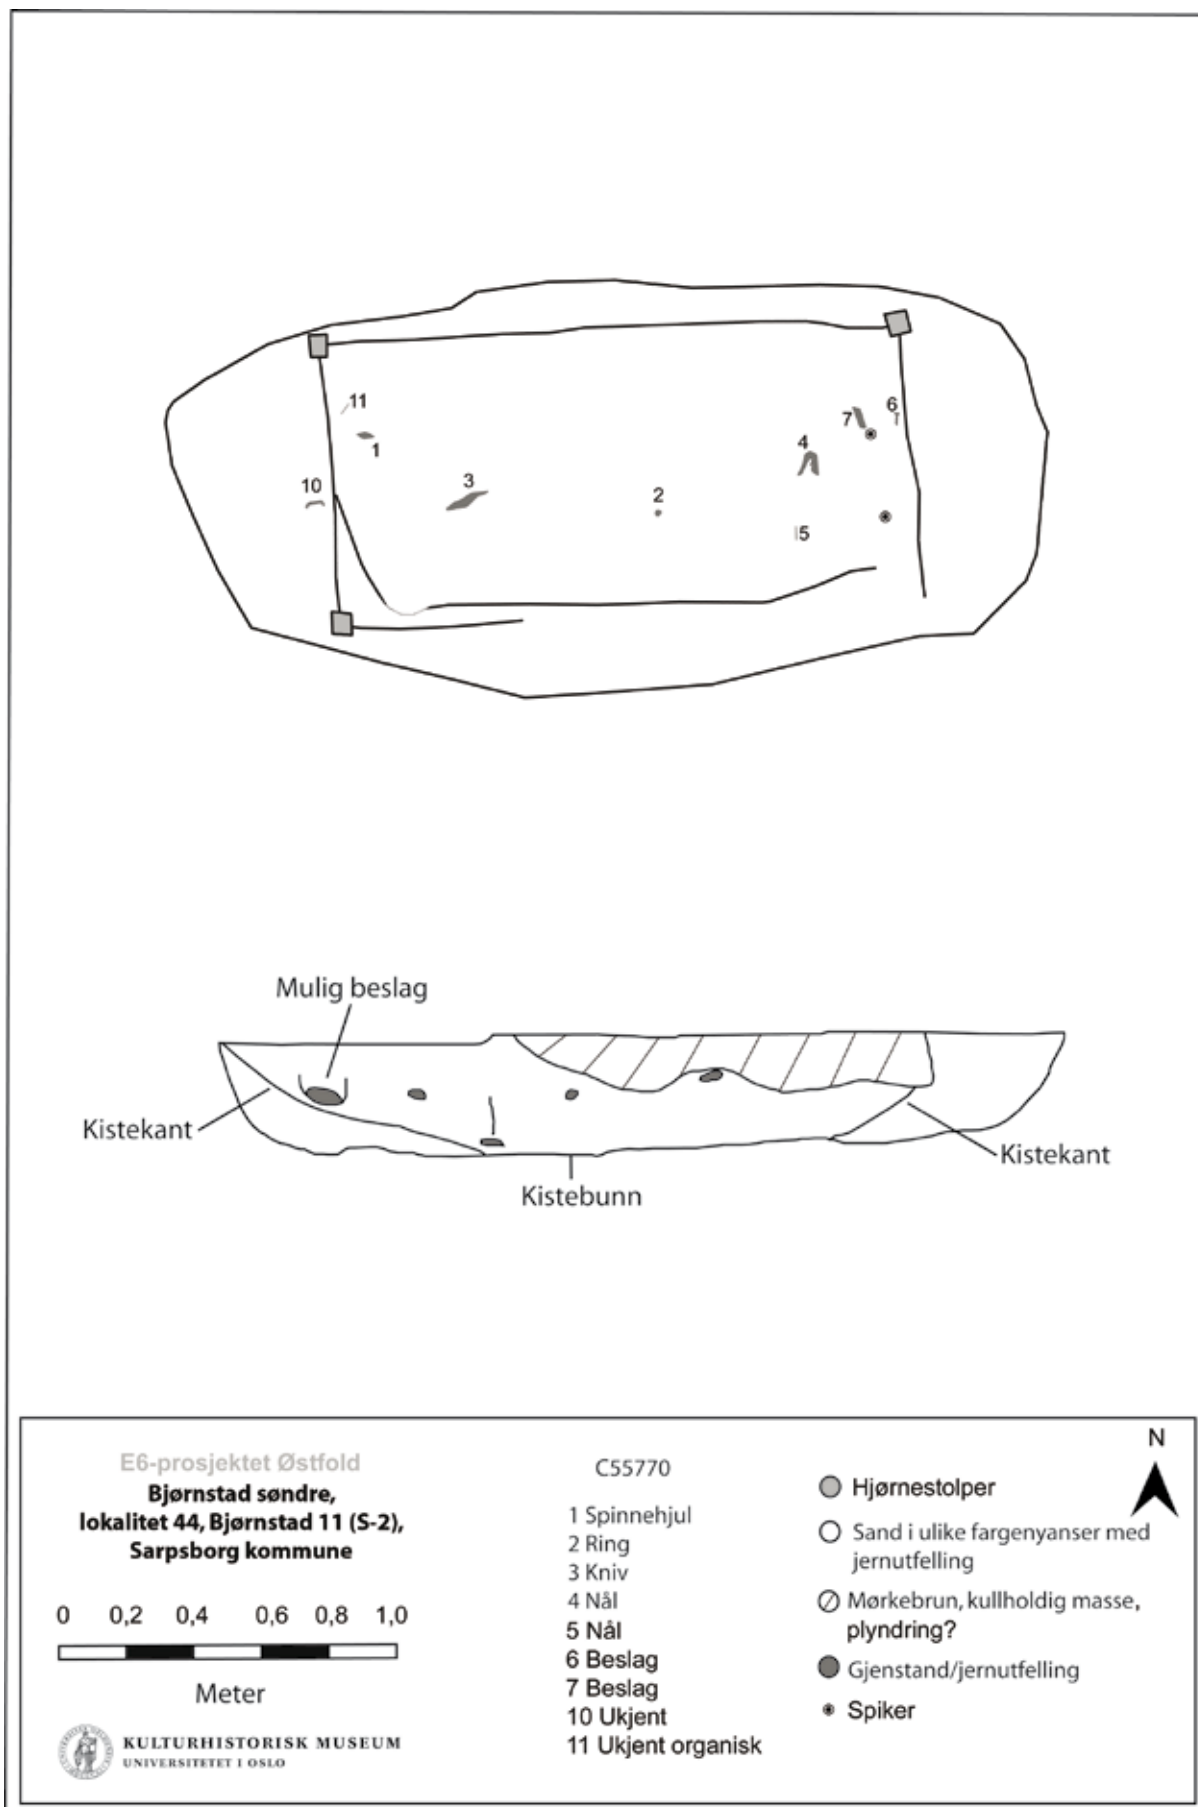 11
1
10
3
2
4
7
6
5
Mulig beslag
Kistekant
Kistebunn
Kistekant
E6-prosjektet Østfold
Bjørnstad søndre,
lokalitet 44, Bjørnstad 11 (S-2),
Sarpsborg kommune
0 0,2 0,4 0,6 0,8 1,0
Meter
KULTURHISTORISK MUSEUM
UNIVERSITETET I OSLO
C55770
1 Spinnehjul
2 Ring
3 Kniv
4 Nål
5 Nål
6 Beslag
7 Beslag
10 Ukjent
11 Ukjent organisk
Hjørnestolper
Sand i ulike fargenyanser med
jernutfelling
Mørkebrun, kullholdig masse,
plyndring?
Gjenstand/jernutfelling
Spiker
N